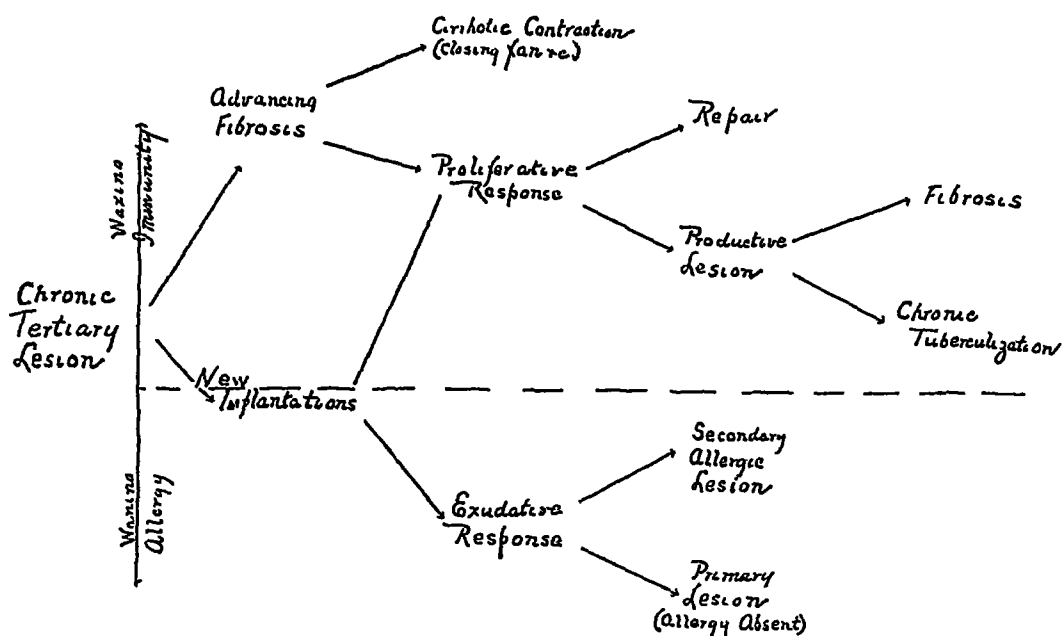 Cirrhotic Contraction
(Closing
Advancing
Fibrosis
Repair
Waxing
Immunity
Proliferative
Response
Fibrosis
Productive
Lesion
Chronic
Tertiary
Lesion
Chronic
Tuberculization
New
Implantations
Secondary
Allergic
Lesion
Waning
Allergy
Exudative
Response
Primary
Lesion
(Allergy Absent)